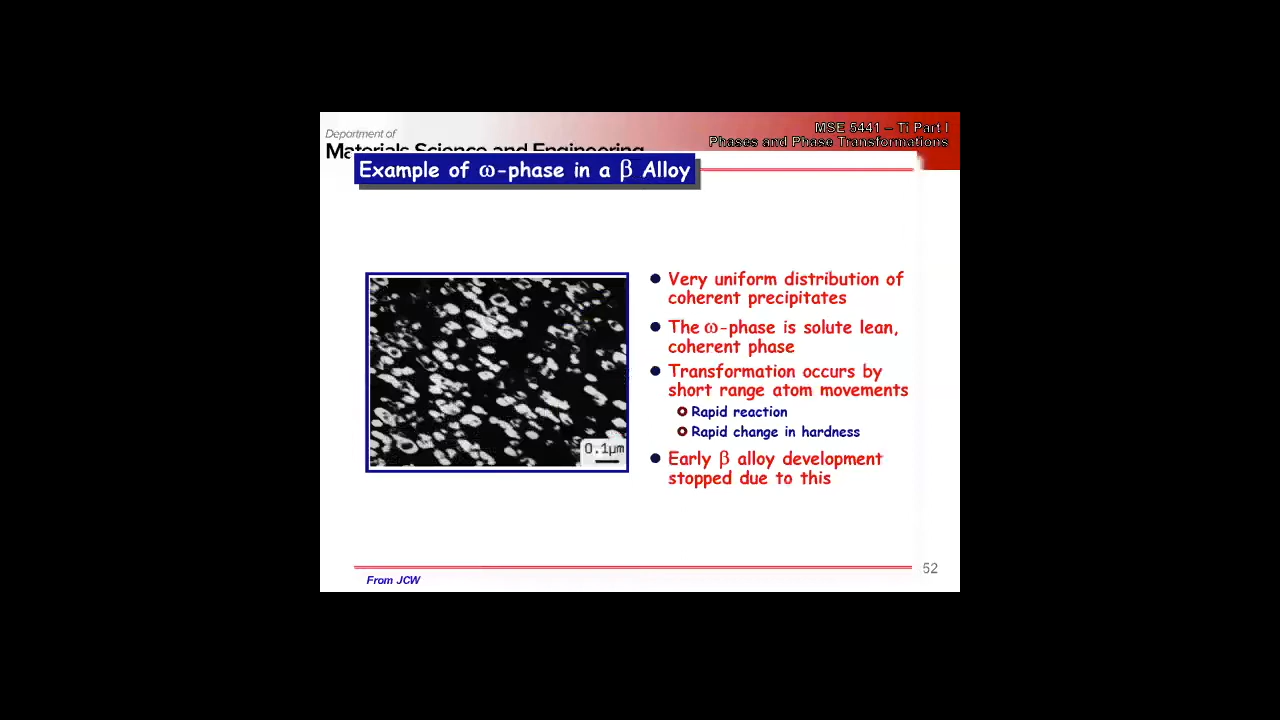 Department of
Materials Science and Engineering
MSE 5441 – Ti Part I
Phases and Phase Transformations
Example of ω-phase in a β Alloy
Very uniform distribution of
coherent precipitates
The ω-phase is solute lean,
coherent phase
Transformation occurs by
short range atom movements
Rapid reaction
Rapid change in hardness
Early β alloy development
stopped due to this
0.1µm
From JCW
52